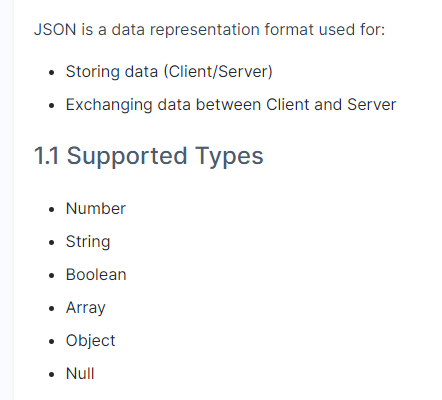 JSON is a data representation format used for:
• Storing data (Client/Server)
• Exchanging data between Client and Server
1.1 Supported Types
• Number
• String
• Boolean
• Array
• Object
• Null